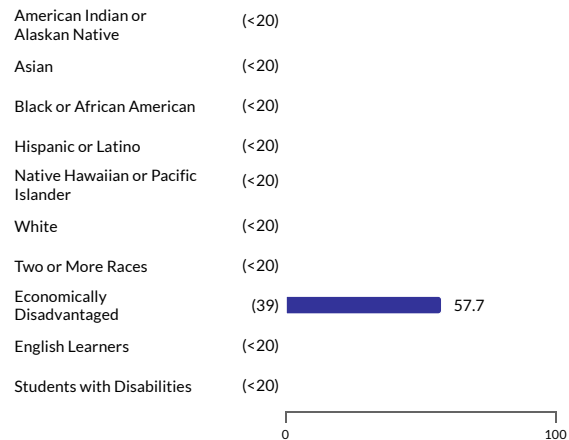 American Indian or
Alaskan Native (<20)
Asian (<20)
Black or African American (<20)
Hispanic or Latino (<20)
Native Hawaiian or Pacific
Islander (<20)
White (<20)
Two or More Races (<20)
Economically
Disadvantaged (39) 57.7
English Learners (<20)
Students with Disabilities (<20)
0 100